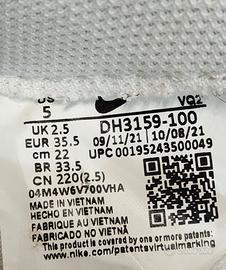 US VQ2
5
UK 2.5 DH3159-100
EUR 35.5 09/11/21 10/08/21
cm 22 UPC 00195243500049
BR 33.5
CN 220(2.5)
04M4W6V700VHA
MADE IN VIETNAM
HECHO EN VIETNAM
FABRIQUE AU VIETNAM
FABRICADO NO VIETNÃ
This product is covered by one or more patents:
www.nike.com/patentsvirtualmarking